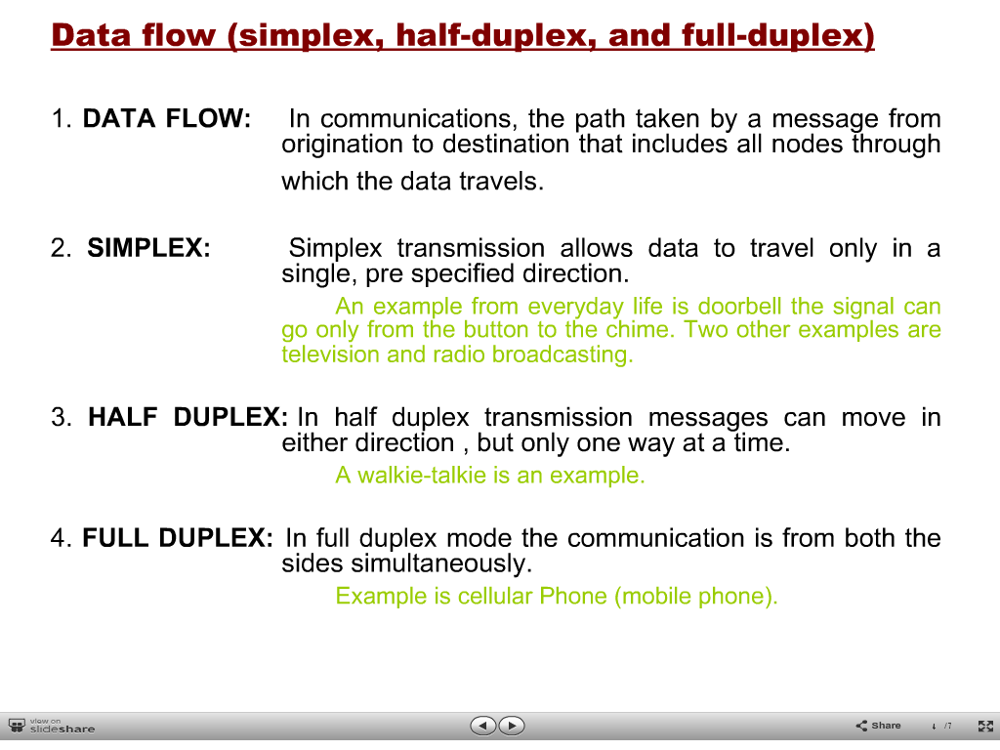 Data flow (simplex, half-duplex, and full-duplex)
1. DATA FLOW: In communications, the path taken by a message from
origination to destination that includes all nodes through
which the data travels.
2. SIMPLEX: Simplex transmission allows data to travel only in a
single, pre specified direction.
An example from everyday life is doorbell the signal can
go only from the button to the chime. Two other examples are
television and radio broadcasting.
3. HALF DUPLEX: In half duplex transmission messages can move in
either direction , but only one way at a time.
A walkie-talkie is an example.
4. FULL DUPLEX: In full duplex mode the communication is from both the
sides simultaneously.
Example is cellular Phone (mobile phone).
view on
slideshare
Share
4 /7